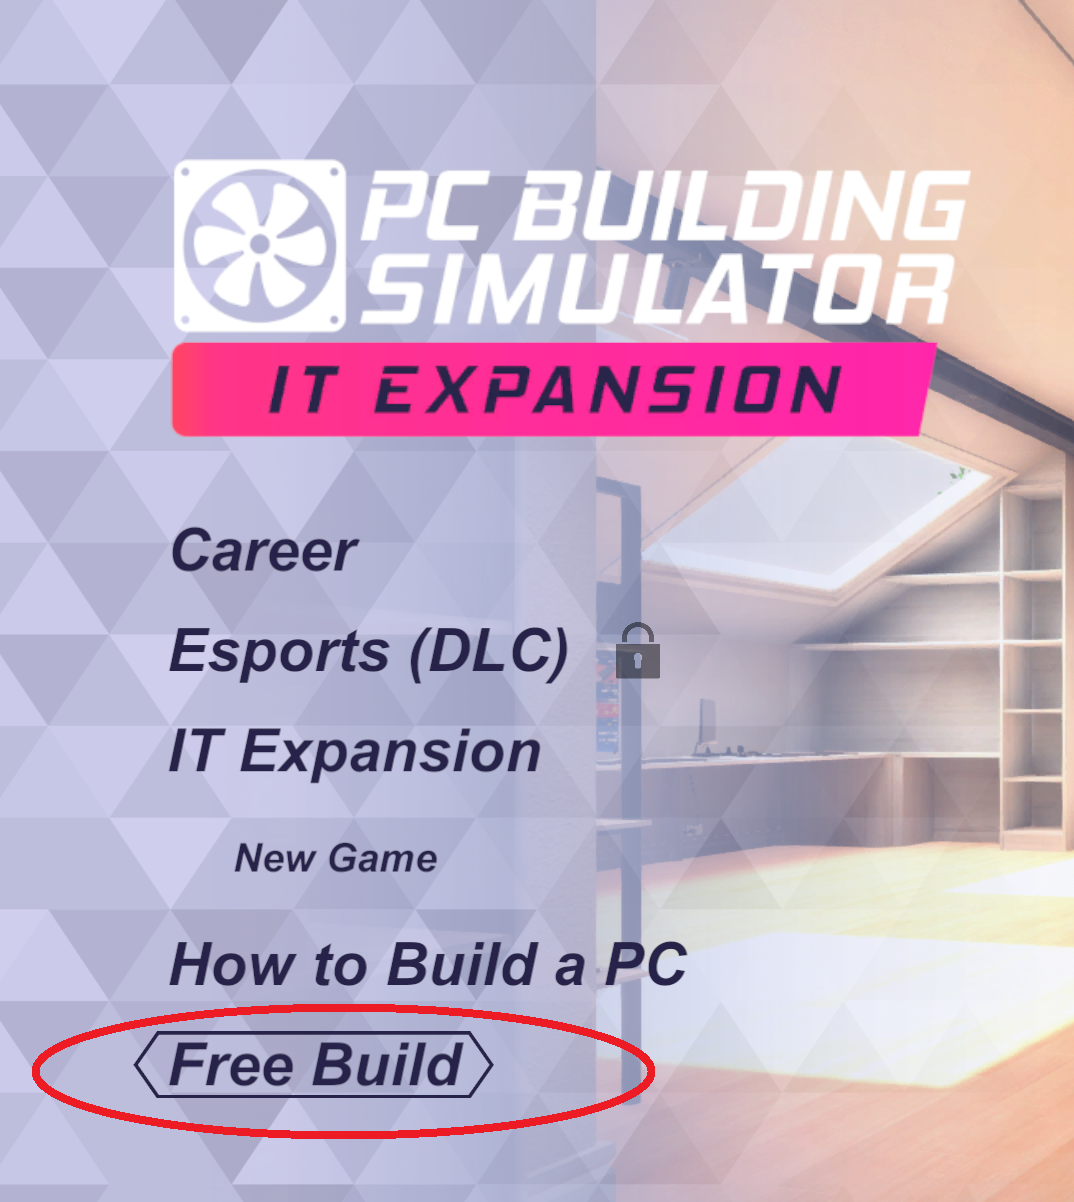 PC BUILDING
SIMULATOR
IT EXPANSION
Career
Esports (DLC)
IT Expansion
New Game
How to Build a PC
Free Build